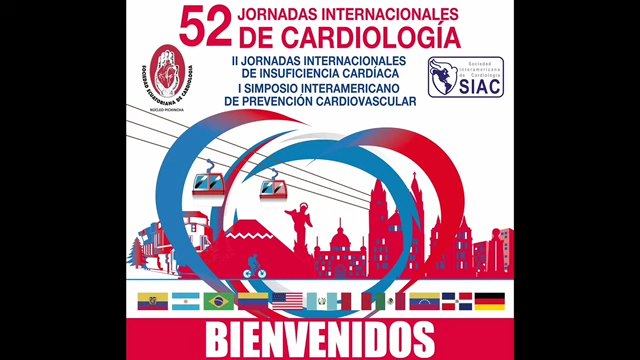 52 JORNADAS INTERNACIONALES
DE CARDIOLOGÍA
II JORNADAS INTERNACIONALES
DE INSUFICIENCIA CARDÍACA
I SIMPOSIO INTERAMERICANO
DE PREVENCIÓN CARDIOVASCULAR
SOCIEDAD ECUATORIANA DE CARDIOLOGÍA
NÚCLEO PICHINCHA
Sociedad
Interamericana
de Cardiología
SIAC
BIENVENIDOS